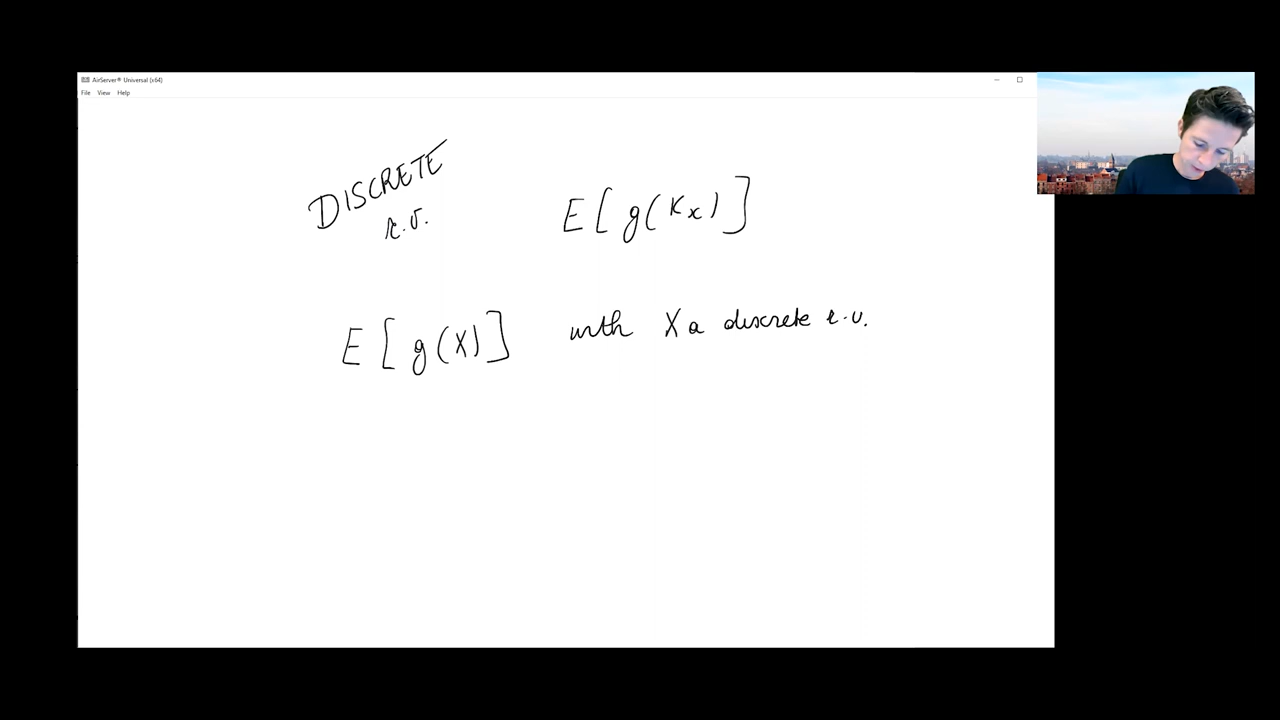 AirServer® Universal (x64)
File View Help
DISCRETE
r.v.
E[g(Kx)]
E[g(X)] with X a discrete r.v.